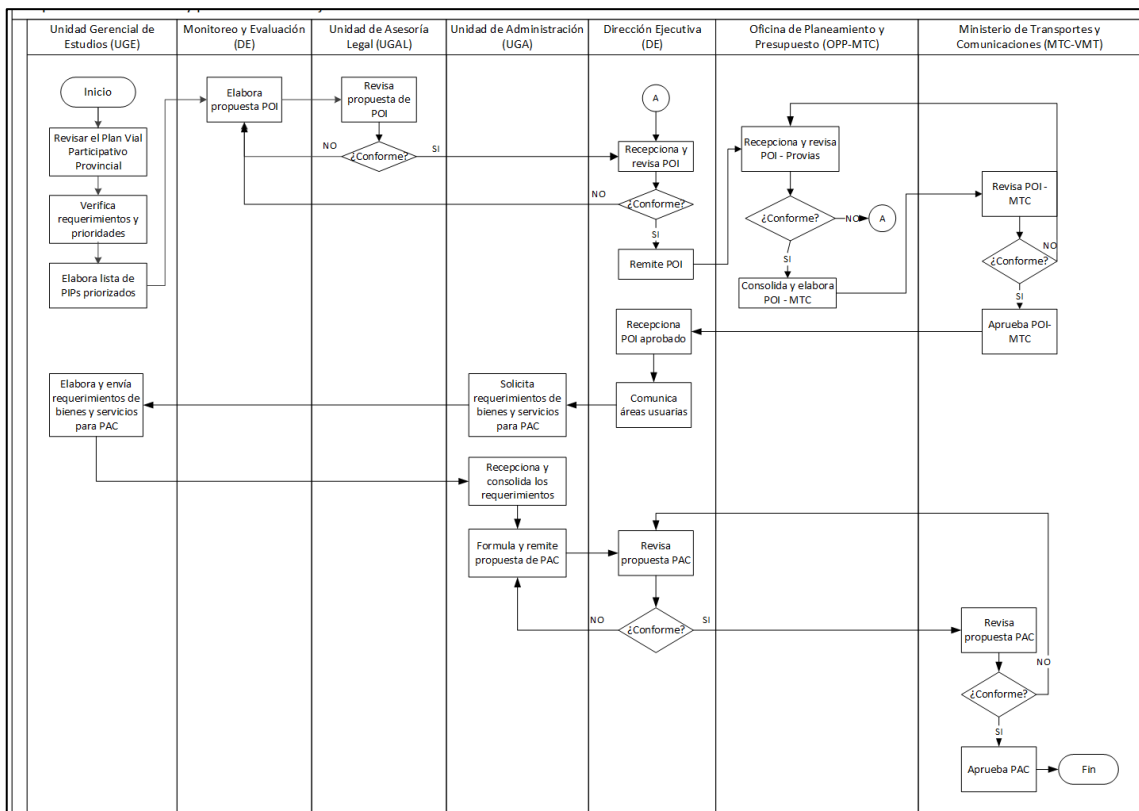 Unidad Gerencial de
Estudios (UGE)
Monitoreo y Evaluación
(DE)
Unidad de Asesoría
Legal (UGAL)
Unidad de Administración
(UGA)
Dirección Ejecutiva
(DE)
Oficina de Planeamiento y
Presupuesto (OPP-MTC)
Ministerio de Transportes y
Comunicaciones (MTC-VMT)
Inicio
Revisar el Plan Vial
Participativo
Provincial
Verifica
requerimientos y
prioridades
Elabora lista de
PIPs priorizados
Elabora
propuesta POI
Revisa
propuesta de
POI
¿Conforme?
NO
SI
A
Recepciona y
revisa POI
NO
¿Conforme?
SI
Remite POI
Recepciona y revisa
POI - Provias
¿Conforme?
NO
A
SI
Consolida y elabora
POI - MTC
Revisa POI -
MTC
NO
¿Conforme?
SI
Aprueba POI-
MTC
Recepciona
POI aprobado
Comunica
áreas usuarias
Solicita
requerimientos de
bienes y servicios
para PAC
Elabora y envía
requerimientos de
bienes y servicios
para PAC
Recepciona y
consolida los
requerimientos
Formula y remite
propuesta de PAC
Revisa
propuesta PAC
NO
¿Conforme?
SI
Revisa
propuesta PAC
NO
¿Conforme?
SI
Aprueba PAC
Fin